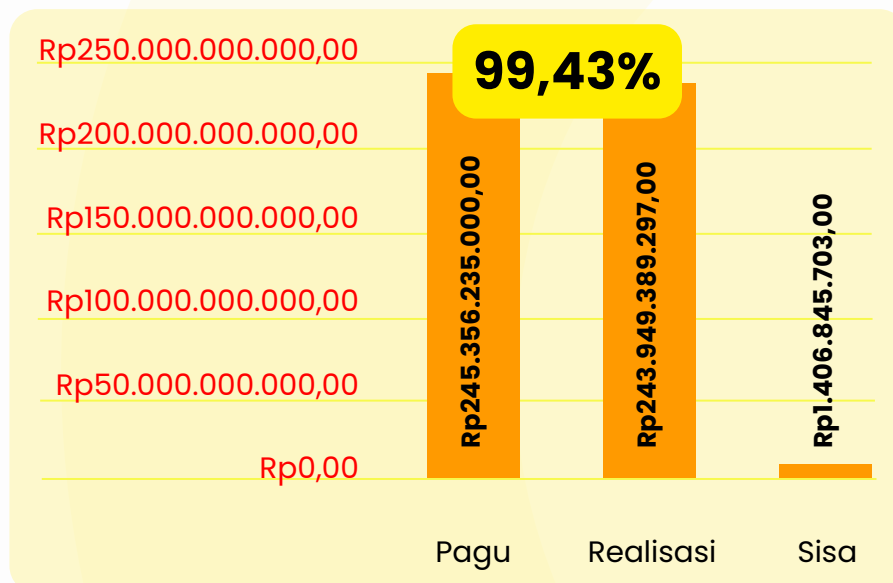 Rp250.000.000.000,00
Rp200.000.000.000,00
Rp150.000.000.000,00
Rp100.000.000.000,00
Rp50.000.000.000,00
Rp0,00
99,43%
Rp245.356.235.000,00
Rp243.949.389.297,00
Rp1.406.845.703,00
Pagu
Realisasi
Sisa